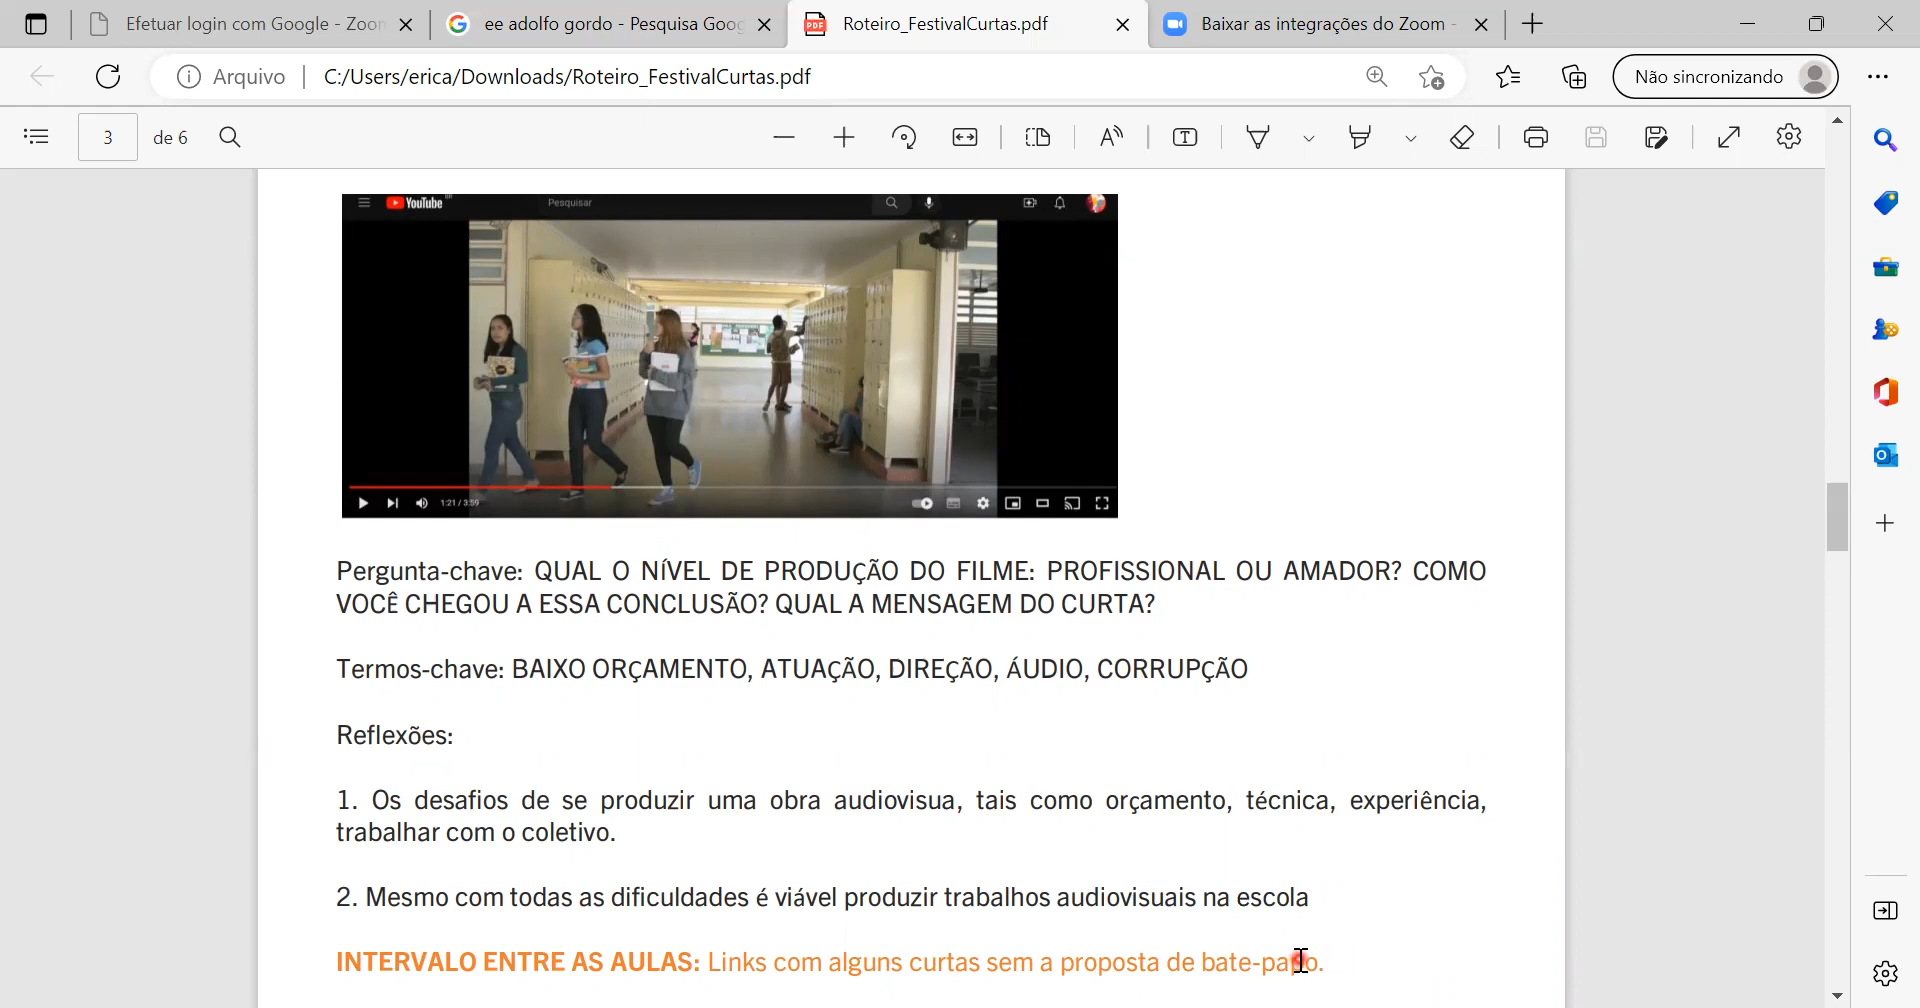 Efetuar login com Google - Zoom
ee adolfo gordo - Pesquisa Goog
Roteiro_FestivalCurtas.pdf
Baixar as integrações do Zoom -
Arquivo
C:/Users/erica/Downloads/Roteiro_FestivalCurtas.pdf
Não sincronizando
3
de 6
YouTube
BR
Pesquisar
1:21 / 3:59
Pergunta-chave: QUAL O NÍVEL DE PRODUÇÃO DO FILME: PROFISSIONAL OU AMADOR? COMO
VOCÊ CHEGOU A ESSA CONCLUSÃO? QUAL A MENSAGEM DO CURTA?
Termos-chave: BAIXO ORÇAMENTO, ATUAÇÃO, DIREÇÃO, ÁUDIO, CORRUPÇÃO
Reflexões:
1. Os desafios de se produzir uma obra audiovisua, tais como orçamento, técnica, experiência,
trabalhar com o coletivo.
2. Mesmo com todas as dificuldades é viável produzir trabalhos audiovisuais na escola
INTERVALO ENTRE AS AULAS: Links com alguns curtas sem a proposta de bate-papo.